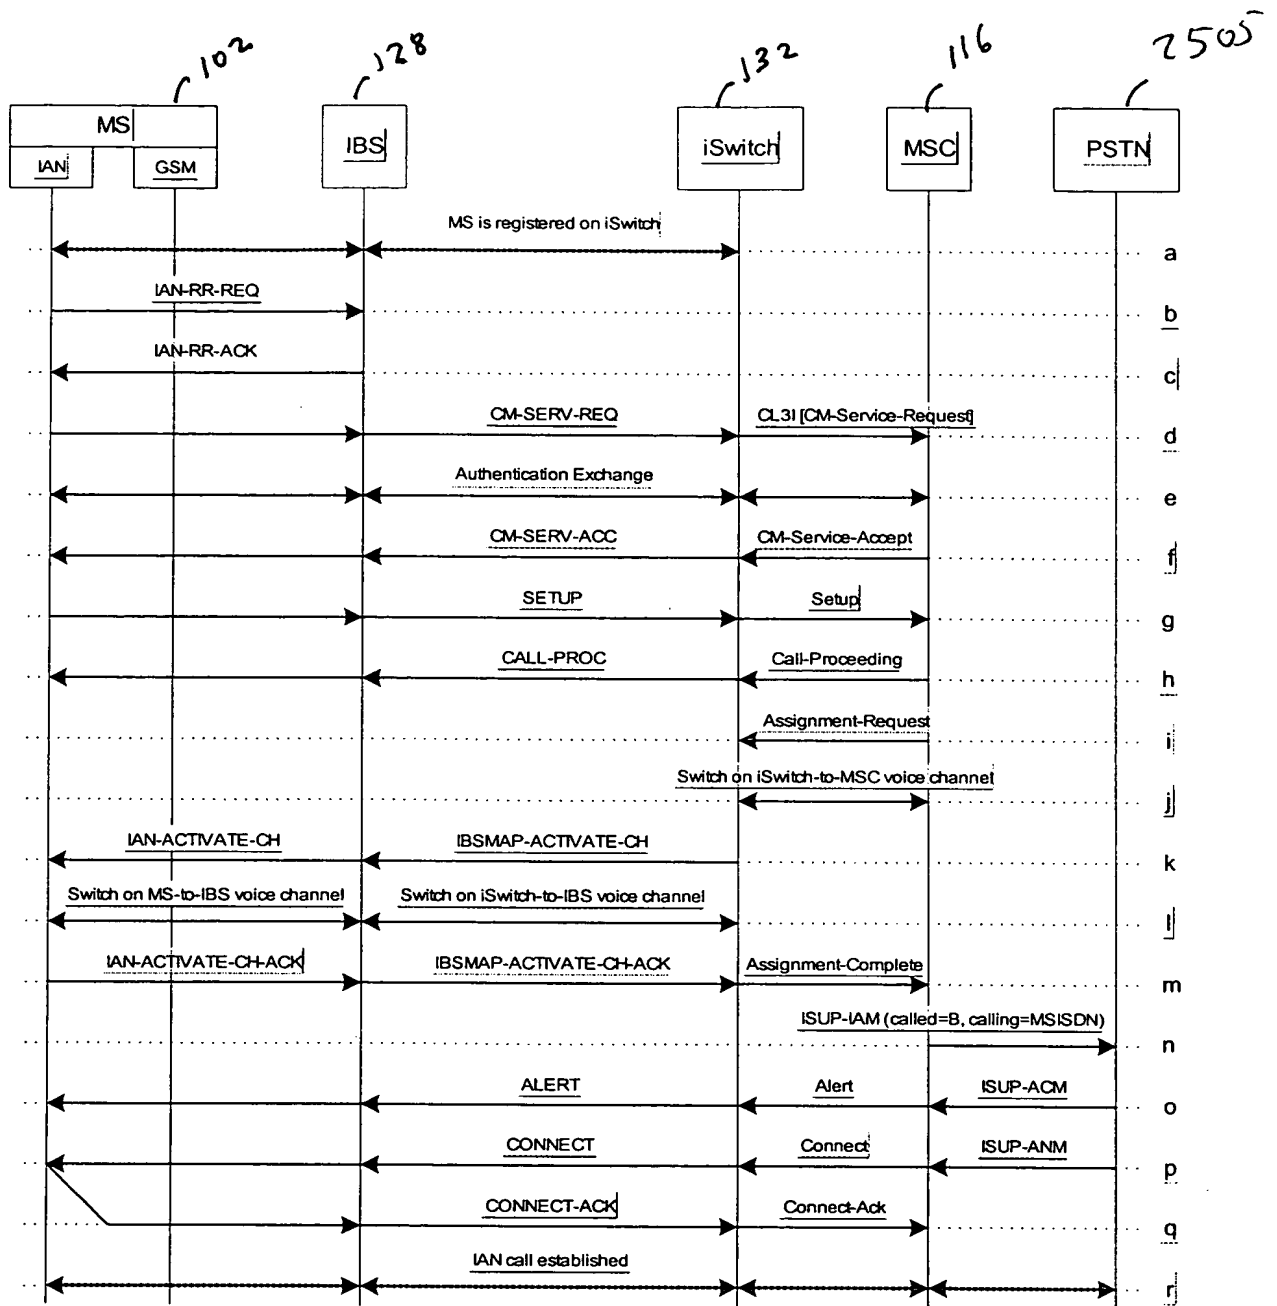 102
128
132
116
2505
MS
IAN
GSM
IBS
iSwitch
MSC
PSTN
MS is registered on iSwitch
a
IAN-RR-REQ
b
IAN-RR-ACK
c
CM-SERV-REQ
CL3I [CM-Service-Request]
d
Authentication Exchange
e
CM-SERV-ACC
CM-Service-Accept
f
SETUP
Setup
g
CALL-PROC
Call-Proceeding
h
Assignment-Request
i
Switch on iSwitch-to-MSC voice channel
j
IAN-ACTIVATE-CH
IBSMAP-ACTIVATE-CH
k
Switch on MS-to-IBS voice channel
Switch on iSwitch-to-IBS voice channel
l
IAN-ACTIVATE-CH-ACK
IBSMAP-ACTIVATE-CH-ACK
Assignment-Complete
m
ISUP-IAM (called=B, calling=MSISDN)
n
ALERT
Alert
ISUP-ACM
o
CONNECT
Connect
ISUP-ANM
p
CONNECT-ACK
Connect-Ack
q
IAN call established
r